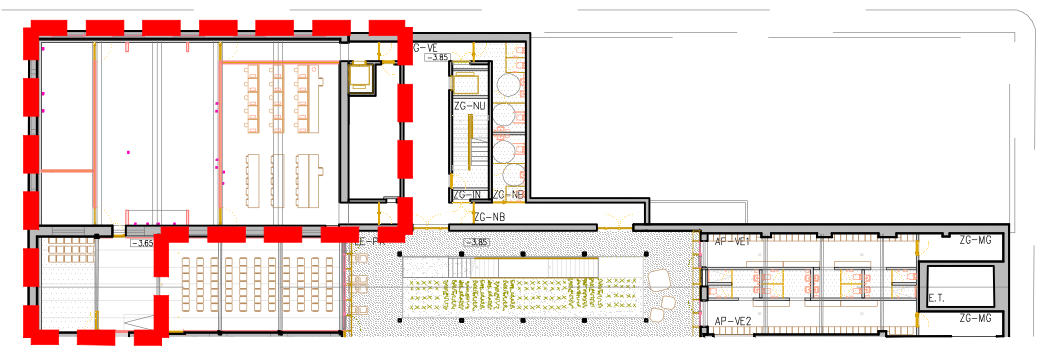 G-VE
-3.85
ZG-NU
ZG-IN
ZG-NB
ZG-NB
-3.65
-3.85
AP-VE1
ZG-MG
E.T.
AP-VE2
ZG-MG